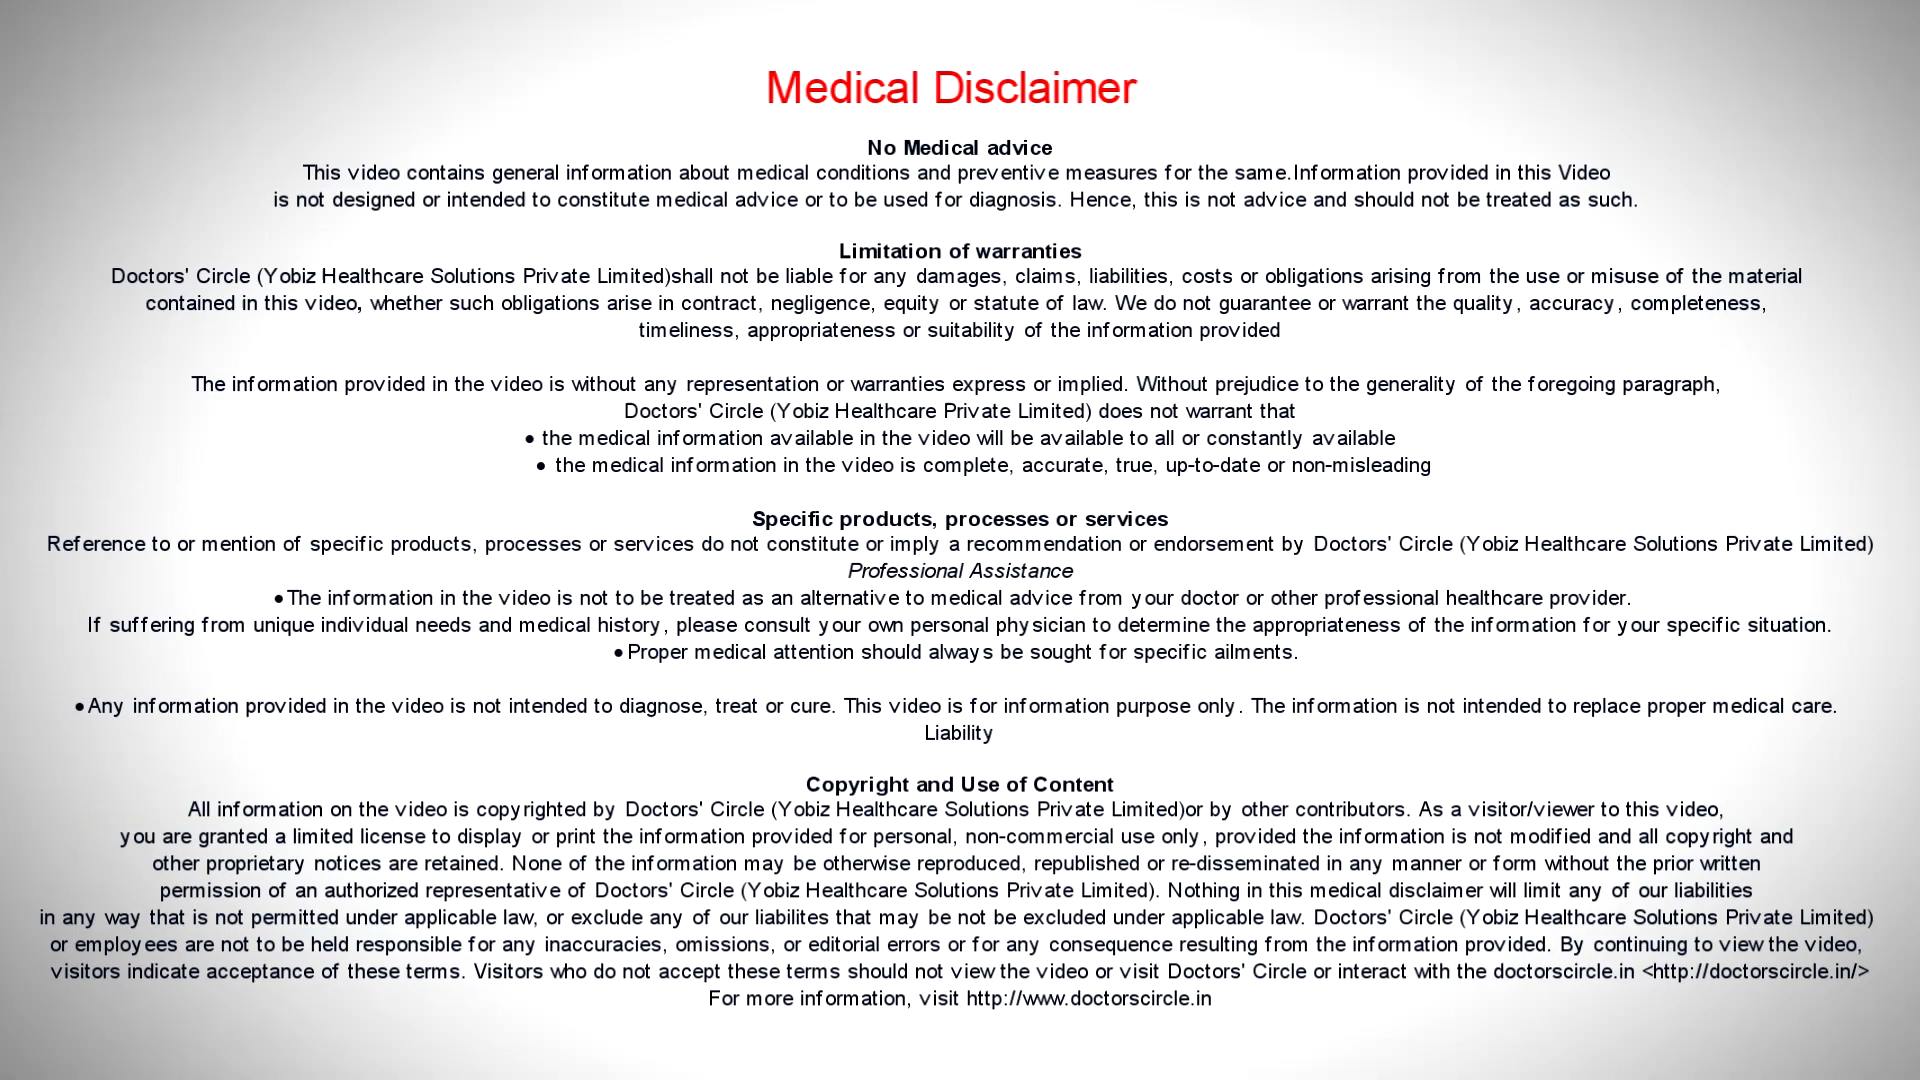 Medical Disclaimer
No Medical advice
This video contains general information about medical conditions and preventive measures for the same.Information provided in this Video
is not designed or intended to constitute medical advice or to be used for diagnosis. Hence, this is not advice and should not be treated as such.
Limitation of warranties
Doctors' Circle (Yobiz Healthcare Solutions Private Limited)shall not be liable for any damages, claims, liabilities, costs or obligations arising from the use or misuse of the material
contained in this video, whether such obligations arise in contract, negligence, equity or statute of law. We do not guarantee or warrant the quality, accuracy, completeness,
timeliness, appropriateness or suitability of the information provided
The information provided in the video is without any representation or warranties express or implied. Without prejudice to the generality of the foregoing paragraph,
Doctors' Circle (Yobiz Healthcare Private Limited) does not warrant that
• the medical information available in the video will be available to all or constantly available
• the medical information in the video is complete, accurate, true, up-to-date or non-misleading
Specific products, processes or services
Reference to or mention of specific products, processes or services do not constitute or imply a recommendation or endorsement by Doctors' Circle (Yobiz Healthcare Solutions Private Limited)
Professional Assistance
•The information in the video is not to be treated as an alternative to medical advice from your doctor or other professional healthcare provider.
If suffering from unique individual needs and medical history, please consult your own personal physician to determine the appropriateness of the information for your specific situation.
•Proper medical attention should always be sought for specific ailments.
•Any information provided in the video is not intended to diagnose, treat or cure. This video is for information purpose only. The information is not intended to replace proper medical care.
Liability
Copyright and Use of Content
All information on the video is copyrighted by Doctors' Circle (Yobiz Healthcare Solutions Private Limited)or by other contributors. As a visitor/viewer to this video,
you are granted a limited license to display or print the information provided for personal, non-commercial use only, provided the information is not modified and all copyright and
other proprietary notices are retained. None of the information may be otherwise reproduced, republished or re-disseminated in any manner or form without the prior written
permission of an authorized representative of Doctors' Circle (Yobiz Healthcare Solutions Private Limited). Nothing in this medical disclaimer will limit any of our liabilities
in any way that is not permitted under applicable law, or exclude any of our liabilites that may be not be excluded under applicable law. Doctors' Circle (Yobiz Healthcare Solutions Private Limited)
or employees are not to be held responsible for any inaccuracies, omissions, or editorial errors or for any consequence resulting from the information provided. By continuing to view the video,
visitors indicate acceptance of these terms. Visitors who do not accept these terms should not view the video or visit Doctors' Circle or interact with the doctorscircle.in <http://doctorscircle.in/>
For more information, visit http://www.doctorscircle.in